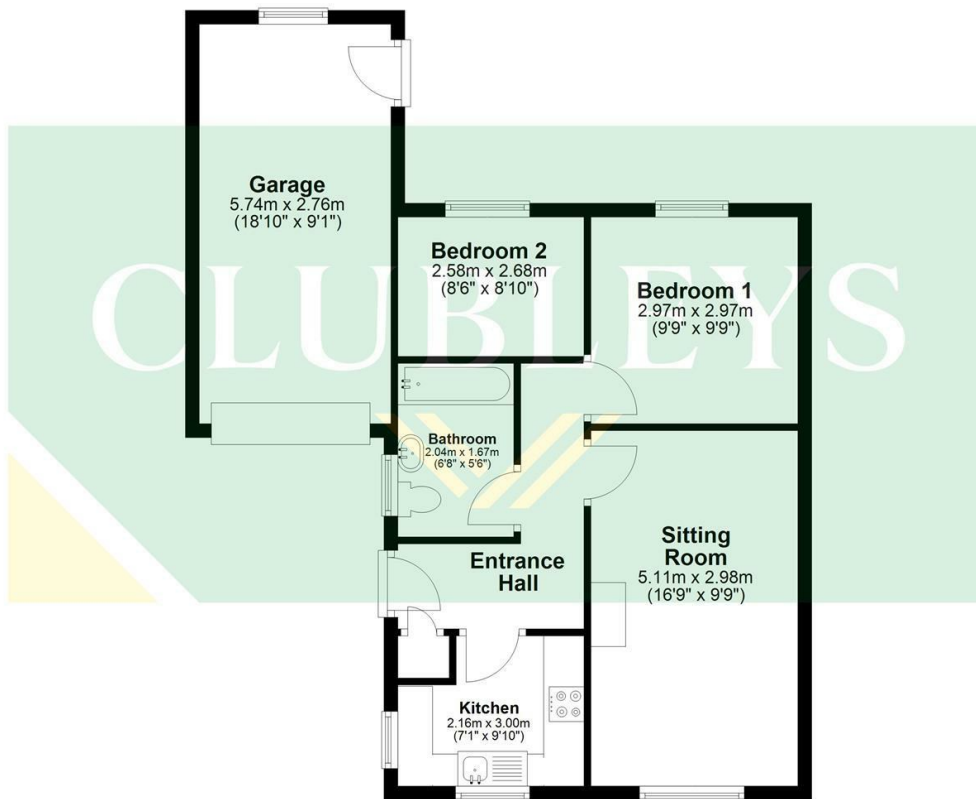 Garage
5.74m x 2.76m
(18'10" x 9'1")
Bedroom 2
2.58m x 2.68m
(8'6" x 8'10")
Bedroom 1
2.97m x 2.97m
(9'9" x 9'9")
CLUBLEYS
Bathroom
2.04m x 1.67m
(6'8" x 5'6")
Entrance
Hall
Sitting
Room
5.11m x 2.98m
(16'9" x 9'9")
Kitchen
2.16m x 3.00m
(7'1" x 9'10")